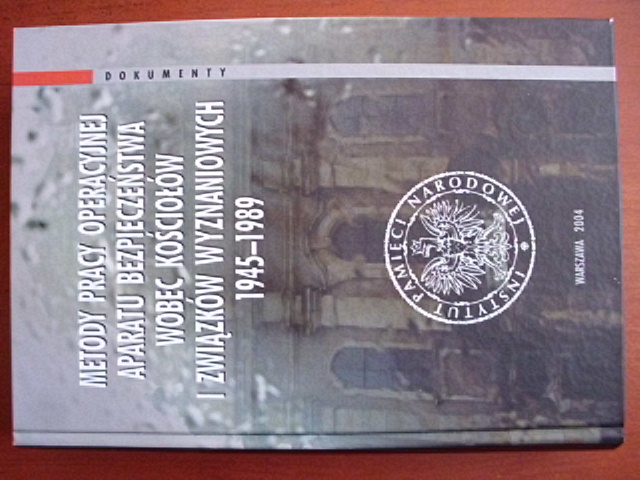 DOKUMENTY
METODY PRACY OPERACYJNEJ
APARATU BEZPIECZEŃSTWA
WOBEC KOŚCIOŁÓW
I ZWIĄZKÓW WYZNANIOWYCH
1945–1989
INSTYTUT PAMIĘCI NARODOWEJ
WARSZAWA 2004